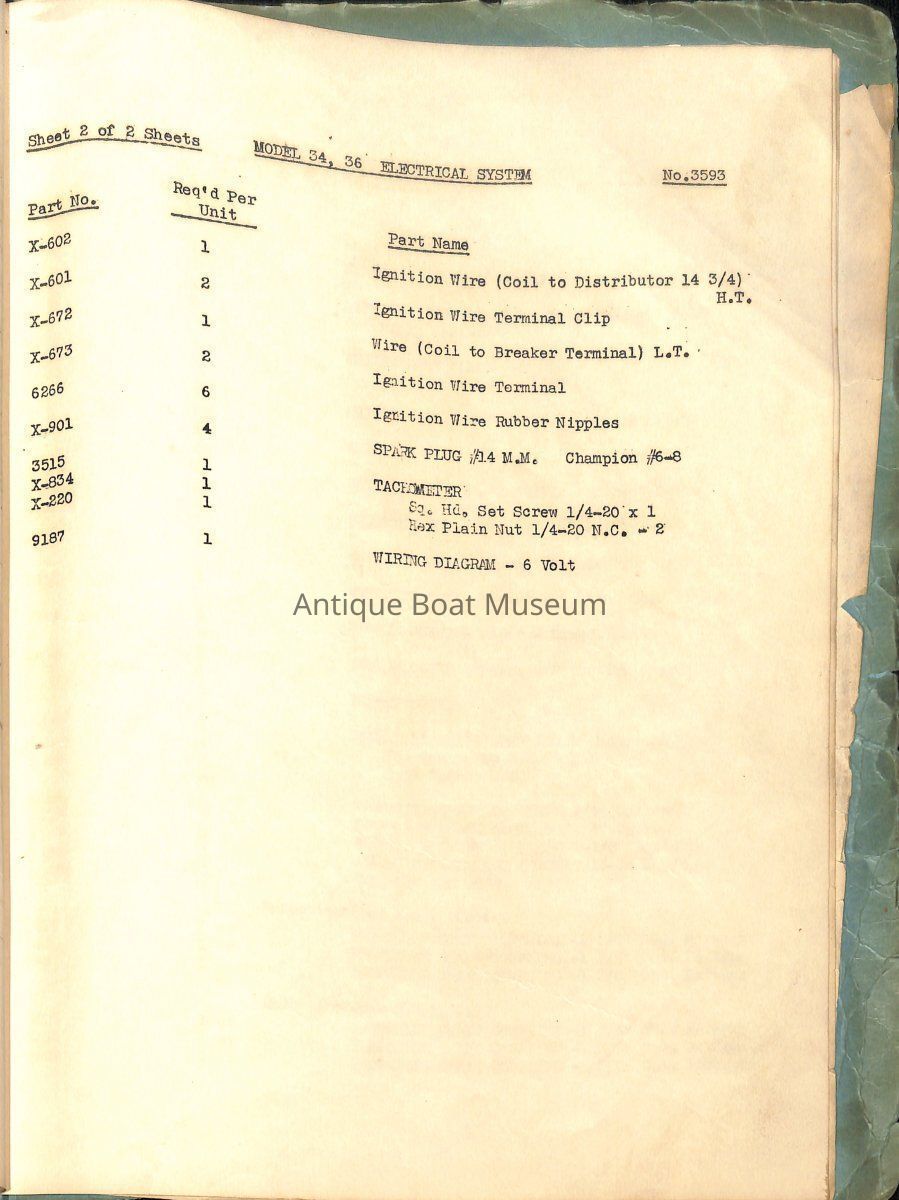 Sheet 2 of 2 Sheets MODEL 34, 36 ELECTRICAL SYSTEM No.3593
Part No. Req'd Per Unit Part Name
X-602 1 Ignition Wire (Coil to Distributor 14 3/4)
H.T.
X-601 2 Ignition Wire Terminal Clip
X-672 1 Wire (Coil to Breaker Terminal) L.T.
X-673 2 Ignition Wire Terminal
6266 6 Ignition Wire Rubber Nipples
X-901 4 SPARK PLUG #14 M.M. Champion #6-8
3515 1 TACHOMETER
X-834 1 Sq. Hd. Set Screw 1/4-20 x 1
X-220 1 Hex Plain Nut 1/4-20 N.C. - 2
9187 1 WIRING DIAGRAM - 6 Volt
Antique Boat Museum